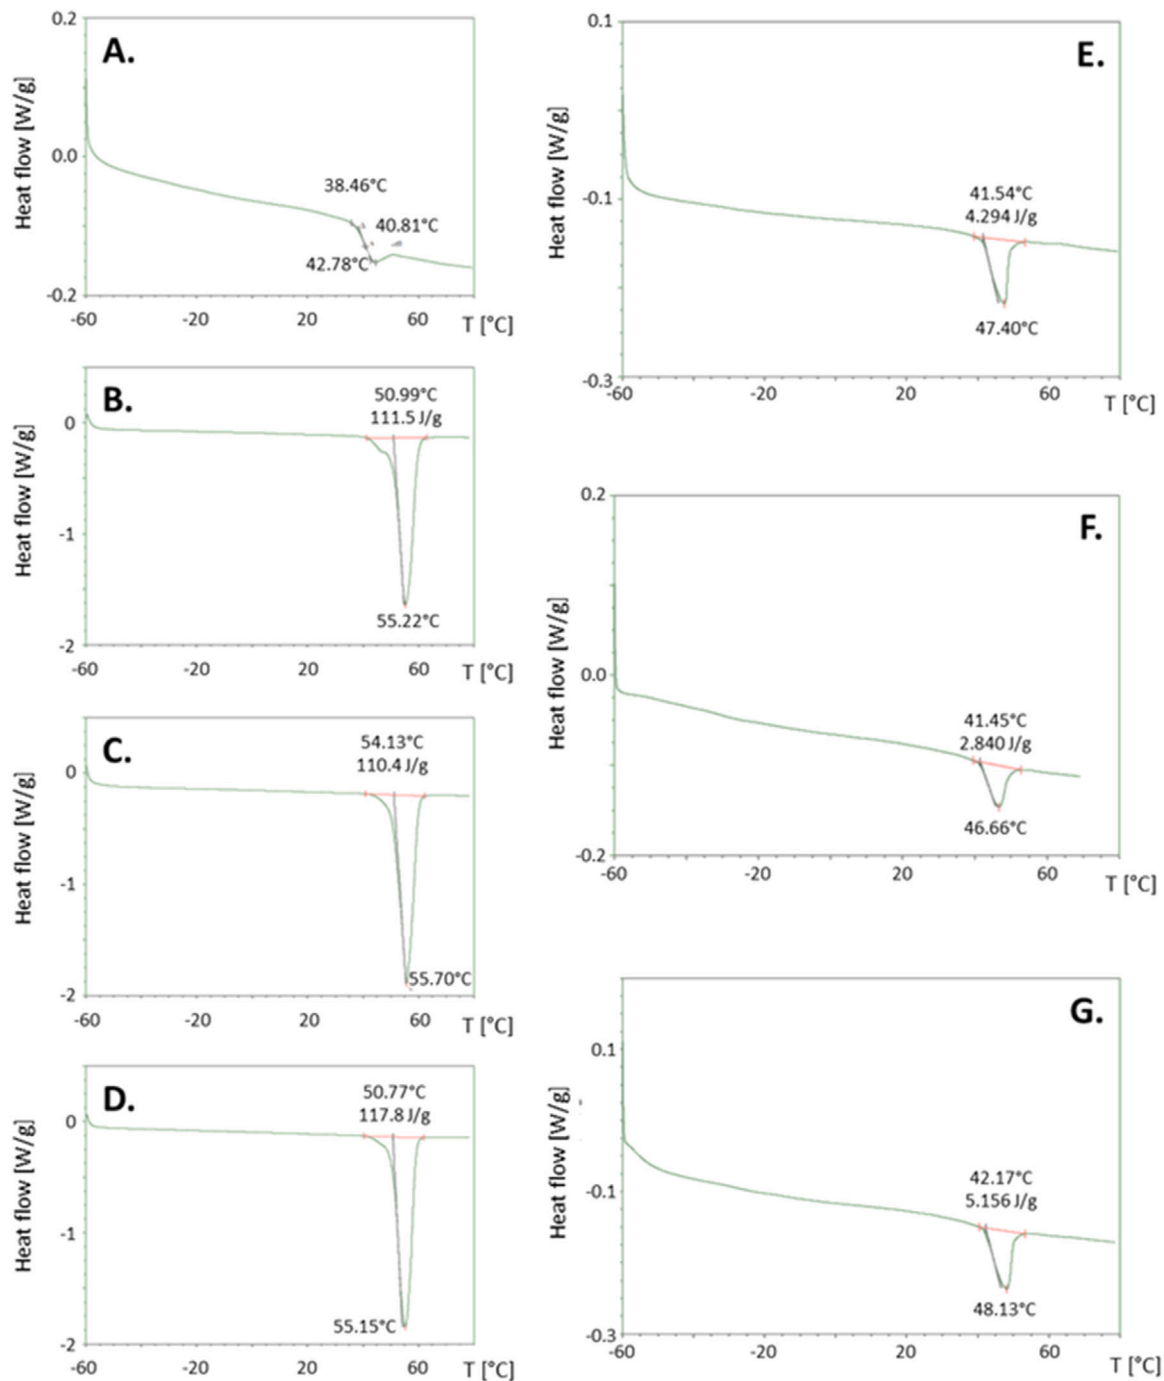 A.
0.2
0.0
-0.2
Heat flow [W/g]
38.46°C
40.81°C
42.78°C
-60
-20
20
60
T [°C]
B.
0
-1
-2
Heat flow [W/g]
50.99°C
111.5 J/g
55.22°C
-60
-20
20
60
T [°C]
C.
0
-1
-2
Heat flow [W/g]
54.13°C
110.4 J/g
55.70°C
-60
-20
20
60
T [°C]
D.
0
-1
-2
Heat flow [W/g]
50.77°C
117.8 J/g
55.15°C
-60
-20
20
60
T [°C]
E.
0.1
-0.1
-0.3
Heat flow [W/g]
41.54°C
4.294 J/g
47.40°C
-60
-20
20
60
T [°C]
F.
0.2
0.0
-0.2
Heat flow [W/g]
41.45°C
2.840 J/g
46.66°C
-60
-20
20
60
T [°C]
G.
0.1
-0.1
-0.3
Heat flow [W/g]
42.17°C
5.156 J/g
48.13°C
-60
-20
20
60
T [°C]